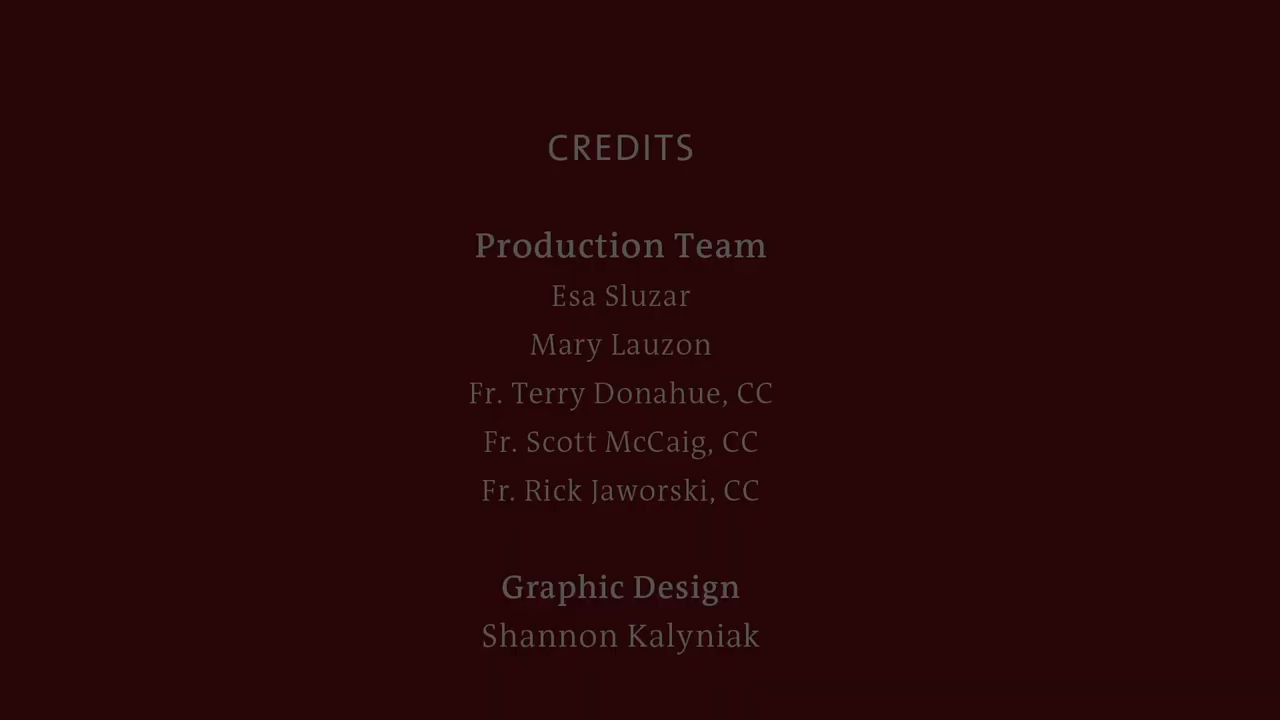 CREDITS
Production Team
Esa Sluzar
Mary Lauzon
Fr. Terry Donahue, CC
Fr. Scott McCaig, CC
Fr. Rick Jaworski, CC
Graphic Design
Shannon Kalyniak